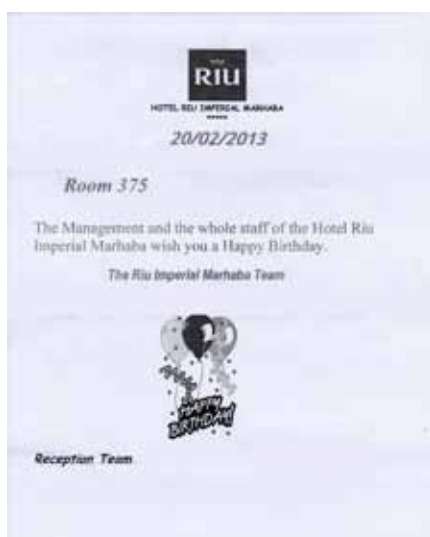 RIU
HOTEL RIU IMPERIAL MARHABA
20/02/2013
Room 375
The Management and the whole staff of the Hotel Riu
Imperial Marhaba wish you a Happy Birthday.
The Riu Imperial Marhaba Team
HAPPY
BIRTHDAY!
Reception Team